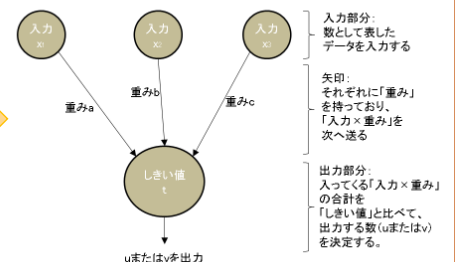 入力
X1
入力
X2
入力
X3
入力部分:
数として表した
データを入力する
重みa
重みb
重みc
矢印:
それぞれに「重み」
を持っており、
「入力×重み」を
次へ送る
しきい値
t
出力部分:
入ってくる「入力×重み」
の合計を
「しきい値」と比べて、
出力する数(uまたはv)
を決定する。
uまたはvを出力